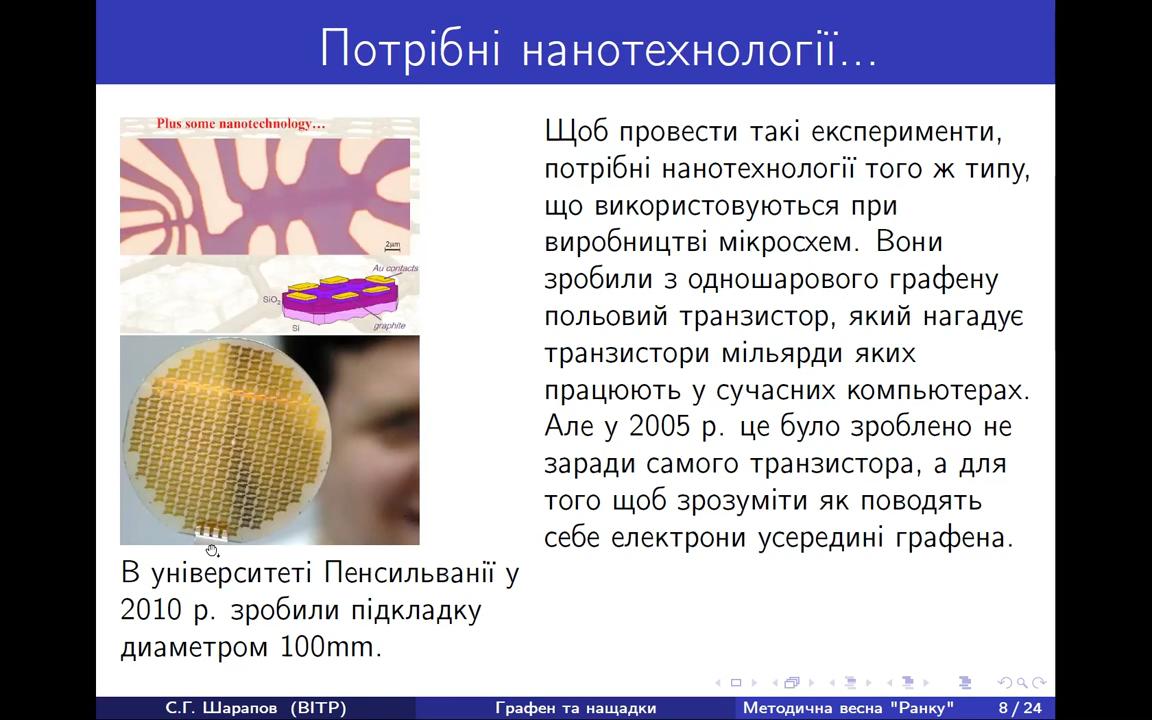 Потрібні нанотехнології...
Plus some nanotechnology...
2μm
Au contacts
SiO2
Si
graphite
В університеті Пенсильванії у
2010 р. зробили підкладку
диаметром 100mm.
Щоб провести такі експерименти,
потрібні нанотехнології того ж типу,
що використовуються при
виробництві мікросхем. Вони
зробили з одношарового графену
польовий транзистор, який нагадує
транзистори мільярди яких
працюють у сучасних компьютерах.
Але у 2005 р. це було зроблено не
заради самого транзистора, а для
того щоб зрозуміти як поводять
себе електрони усередині графена.
С.Г. Шарапов (ВІТР)
Графен та нащадки
Методична весна "Ранку"
8 / 24